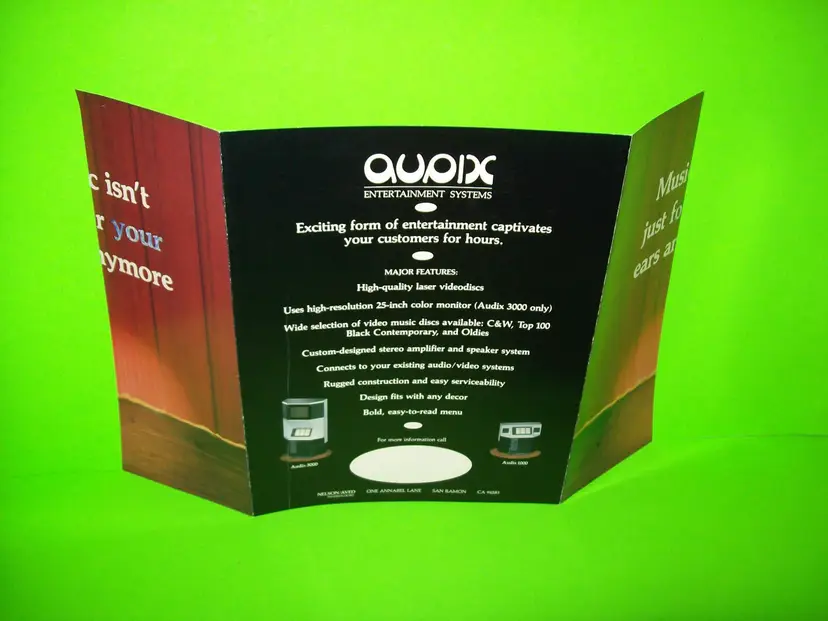 c isn't
r your
nymore
AUDIX
ENTERTAINMENT SYSTEMS
Exciting form of entertainment captivates
your customers for hours.
MAJOR FEATURES:
High-quality laser videodiscs
Uses high-resolution 25-inch color monitor (Audix 3000 only)
Wide selection of video music discs available: C&W, Top 100
Black Contemporary, and Oldies
Custom-designed stereo amplifier and speaker system
Connects to your existing audio/video systems
Rugged construction and easy serviceability
Design fits with any decor
Bold, easy-to-read menu
For more information call
Audix 3000
Audix 1000
ONE ANNABEL LANE SAN RAMON CA
Musi
just fo
ears an